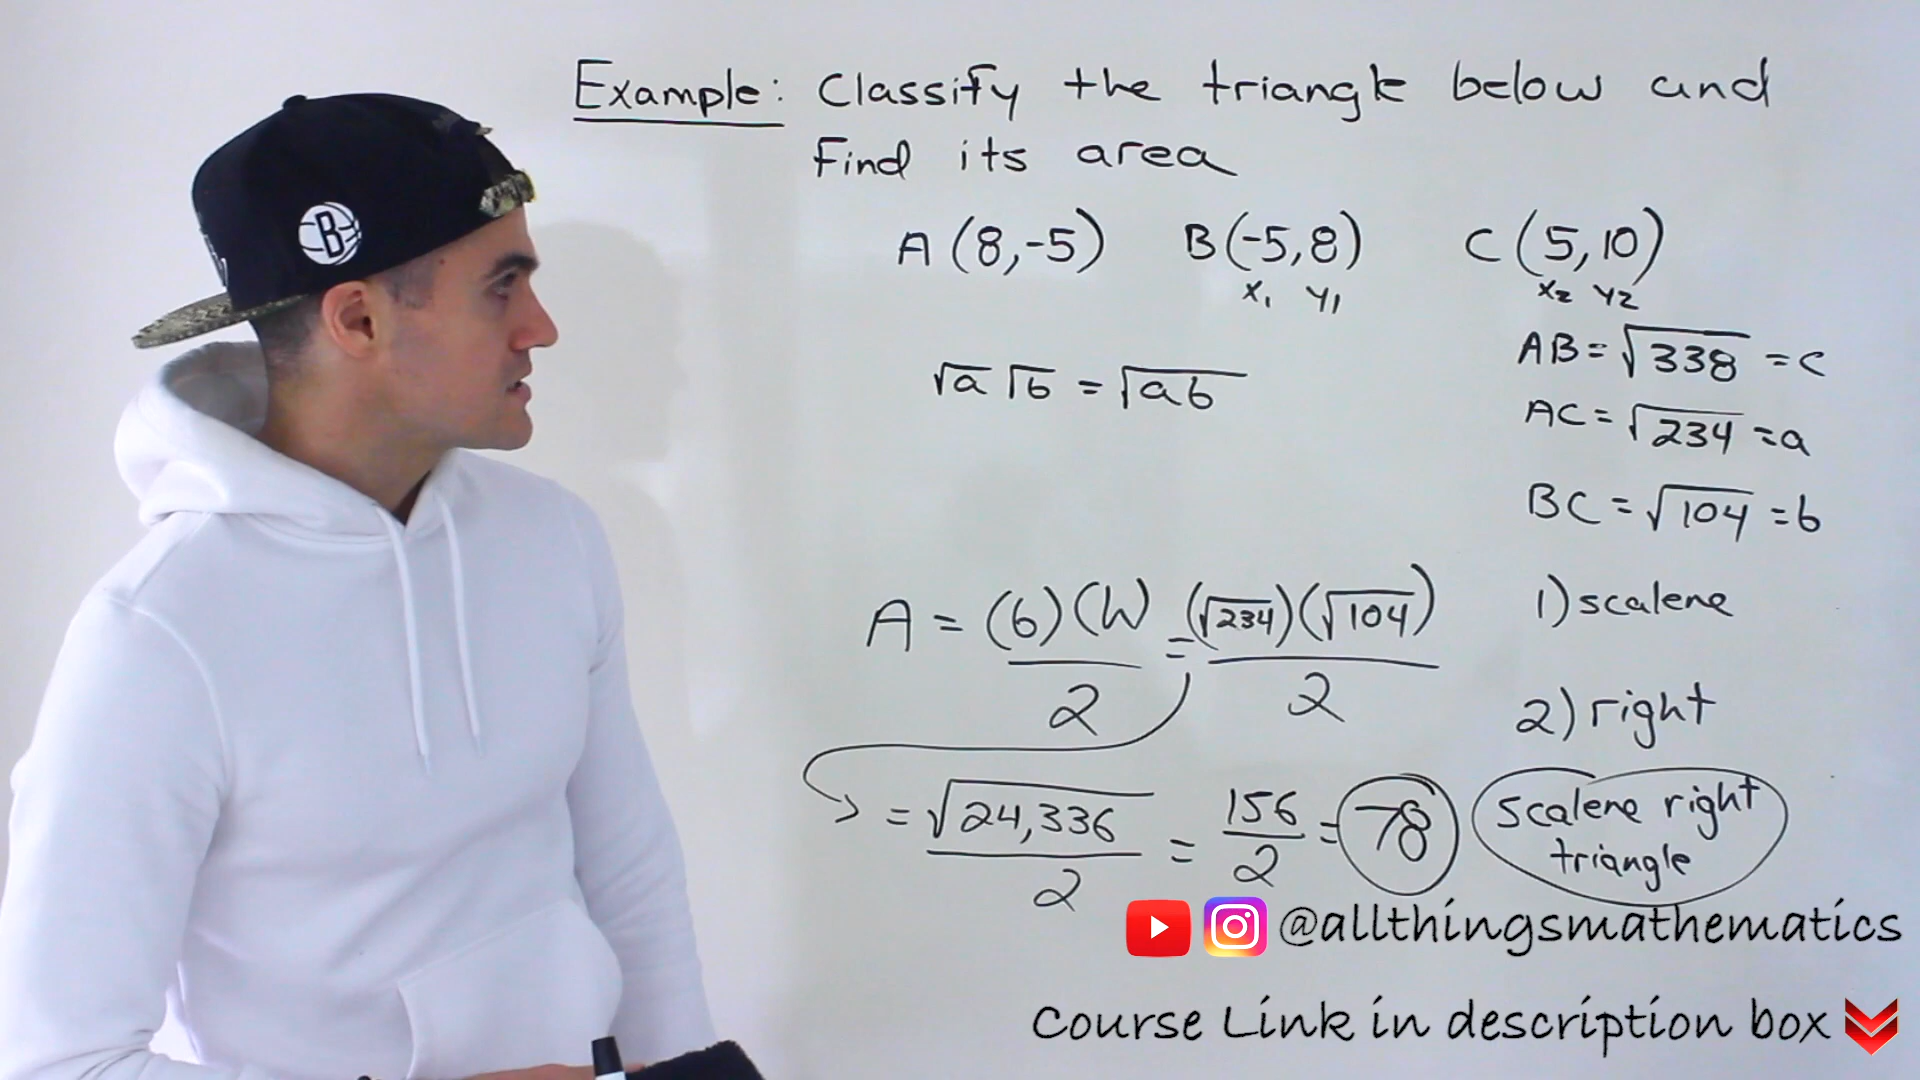 Example: Classify the triangle below and
Find its area
A (8,-5) B (-5,8) C (5,10)
x₁ y₁ x₂ y₂
AB = √338 = c
√a √b = √ab
AC = √234 = a
BC = √104 = b
A = (b)(h) / 2 = (√234)(√104) / 2
1) scalene
2) right
= √24,336 / 2 = 156 / 2 = 78
scalene right
triangle
B
@allthingsmathematics
Course Link in description box